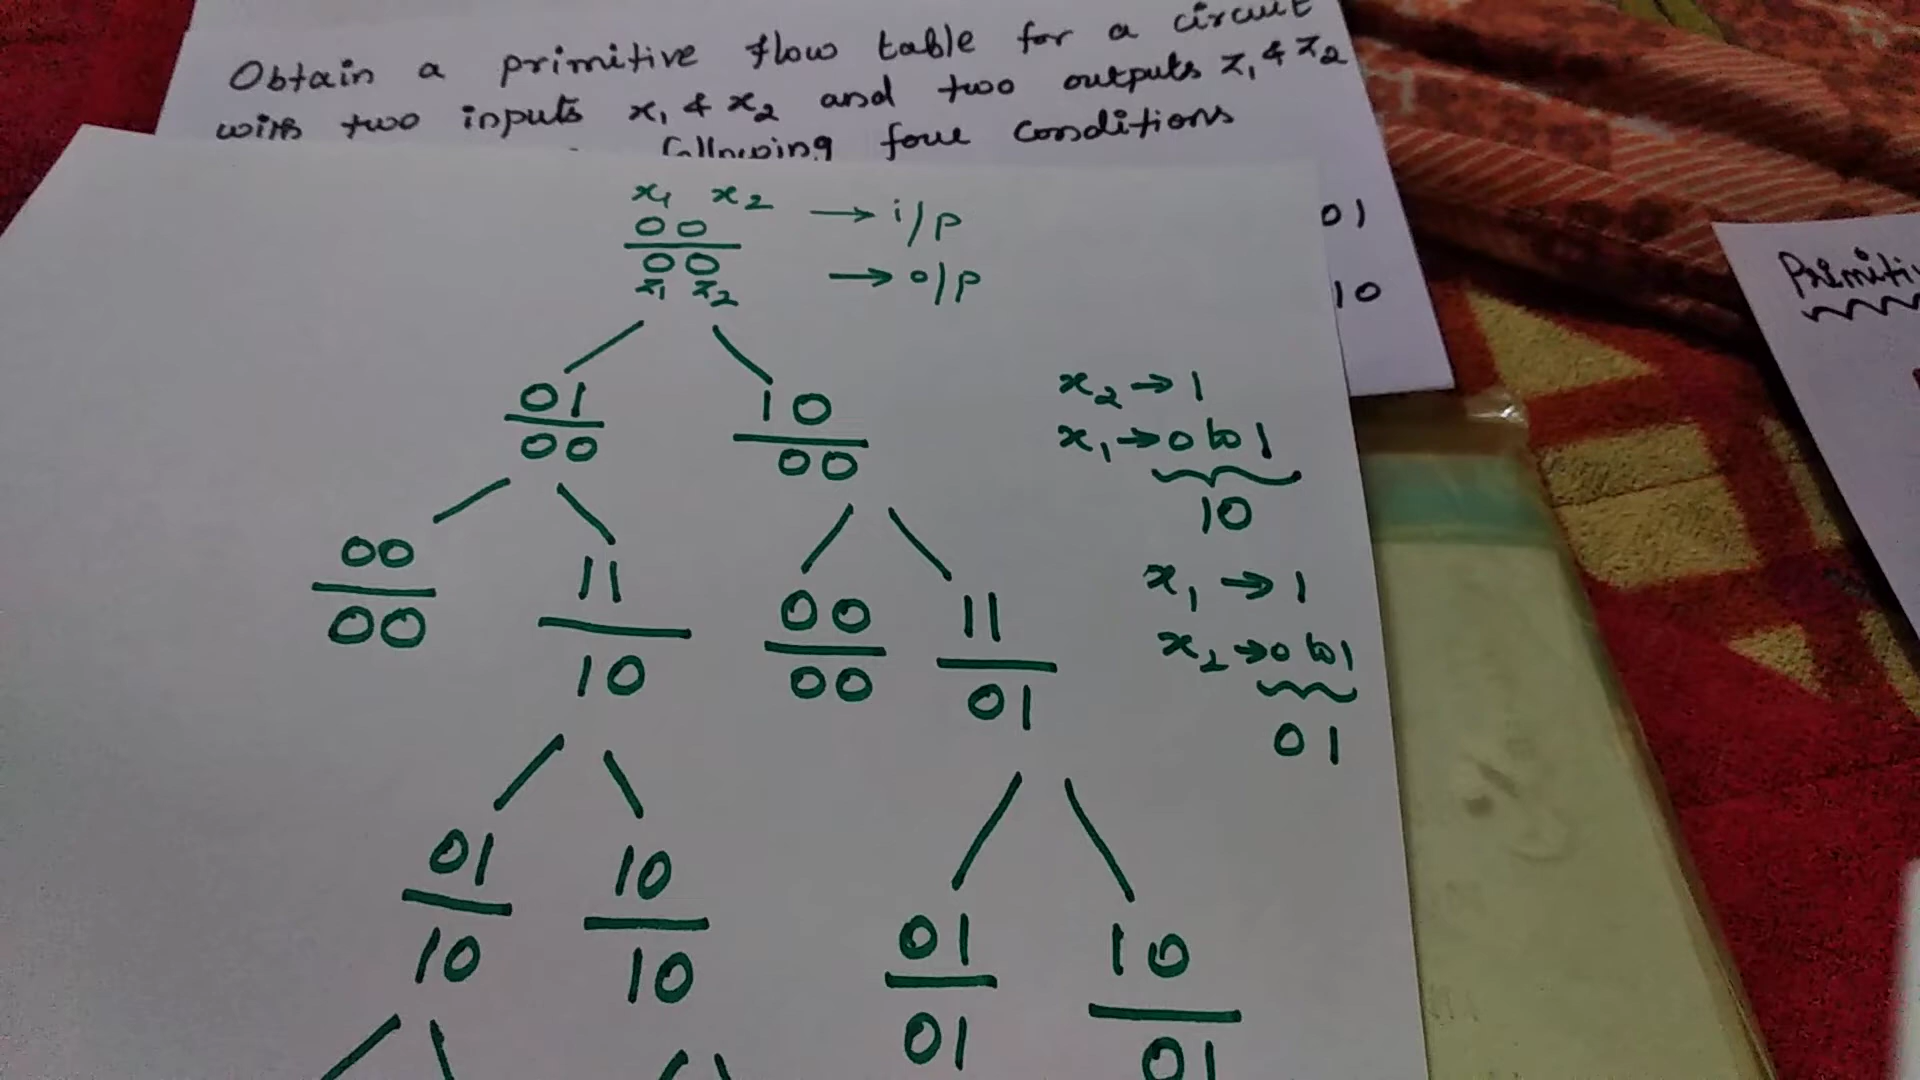 Obtain a primitive flow table for a circuit
with two inputs x₁ & x₂ and two outputs z₁ & z₂
following four conditions
x₁ x₂ → i/p
00
00 → o/p
z₁ z₂
01
10
Primiti
01 10
00 00
x₂ → 1
x₁ → 0 to 1
10
00 11 00 11
00 10 00 01
x₁ → 1
x₂ → 0 to 1
01
01 10 01 10
10 10 01 01